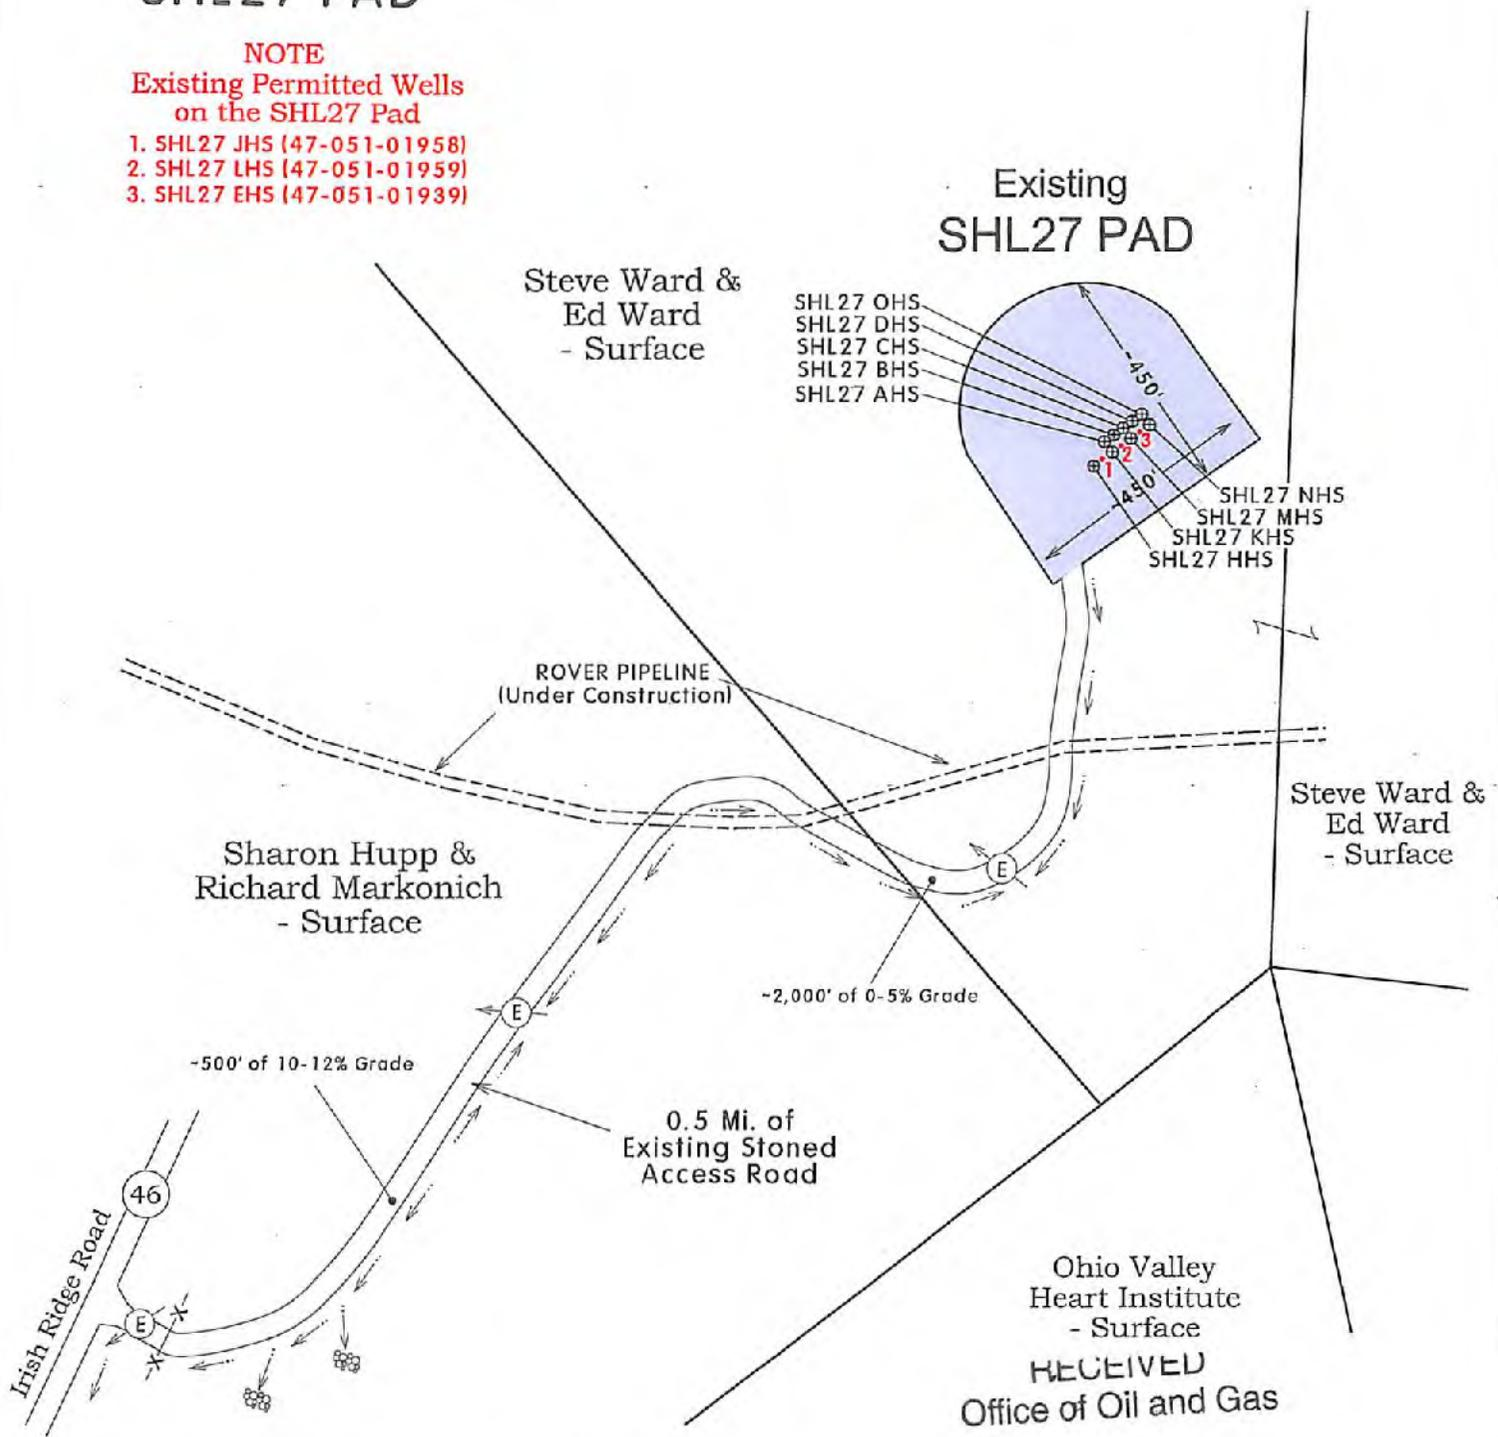 SHL27 PAD
NOTE
Existing Permitted Wells
on the SHL27 Pad
1. SHL27 JHS (47-051-01958)
2. SHL27 LHS (47-051-01959)
3. SHL27 EHS (47-051-01939)
Existing
SHL27 PAD
Steve Ward &
Ed Ward
- Surface
SHL27 OHS
SHL27 DHS
SHL27 CHS
SHL27 BHS
SHL27 AHS
~450'
3
2
1
~450'
SHL27 NHS
SHL27 MHS
SHL27 KHS
SHL27 HHS
ROVER PIPELINE
(Under Construction)
Steve Ward &
Ed Ward
- Surface
Sharon Hupp &
Richard Markonich
- Surface
E
~2,000' of 0-5% Grade
E
~500' of 10-12% Grade
0.5 Mi. of
Existing Stoned
Access Road
46
Irish Ridge Road
E
-X-
-X-
Ohio Valley
Heart Institute
- Surface
RECEIVED
Office of Oil and Gas